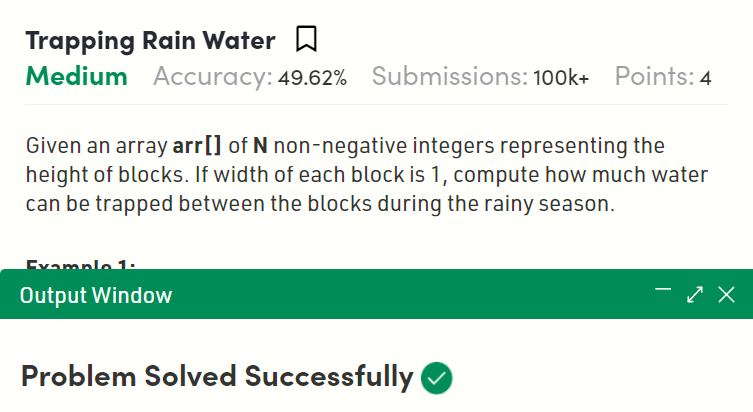 Trapping Rain Water
Medium Accuracy: 49.62% Submissions: 100k+ Points: 4
Given an array arr[] of N non-negative integers representing the
height of blocks. If width of each block is 1, compute how much water
can be trapped between the blocks during the rainy season.
Example 1:
Output Window
Problem Solved Successfully